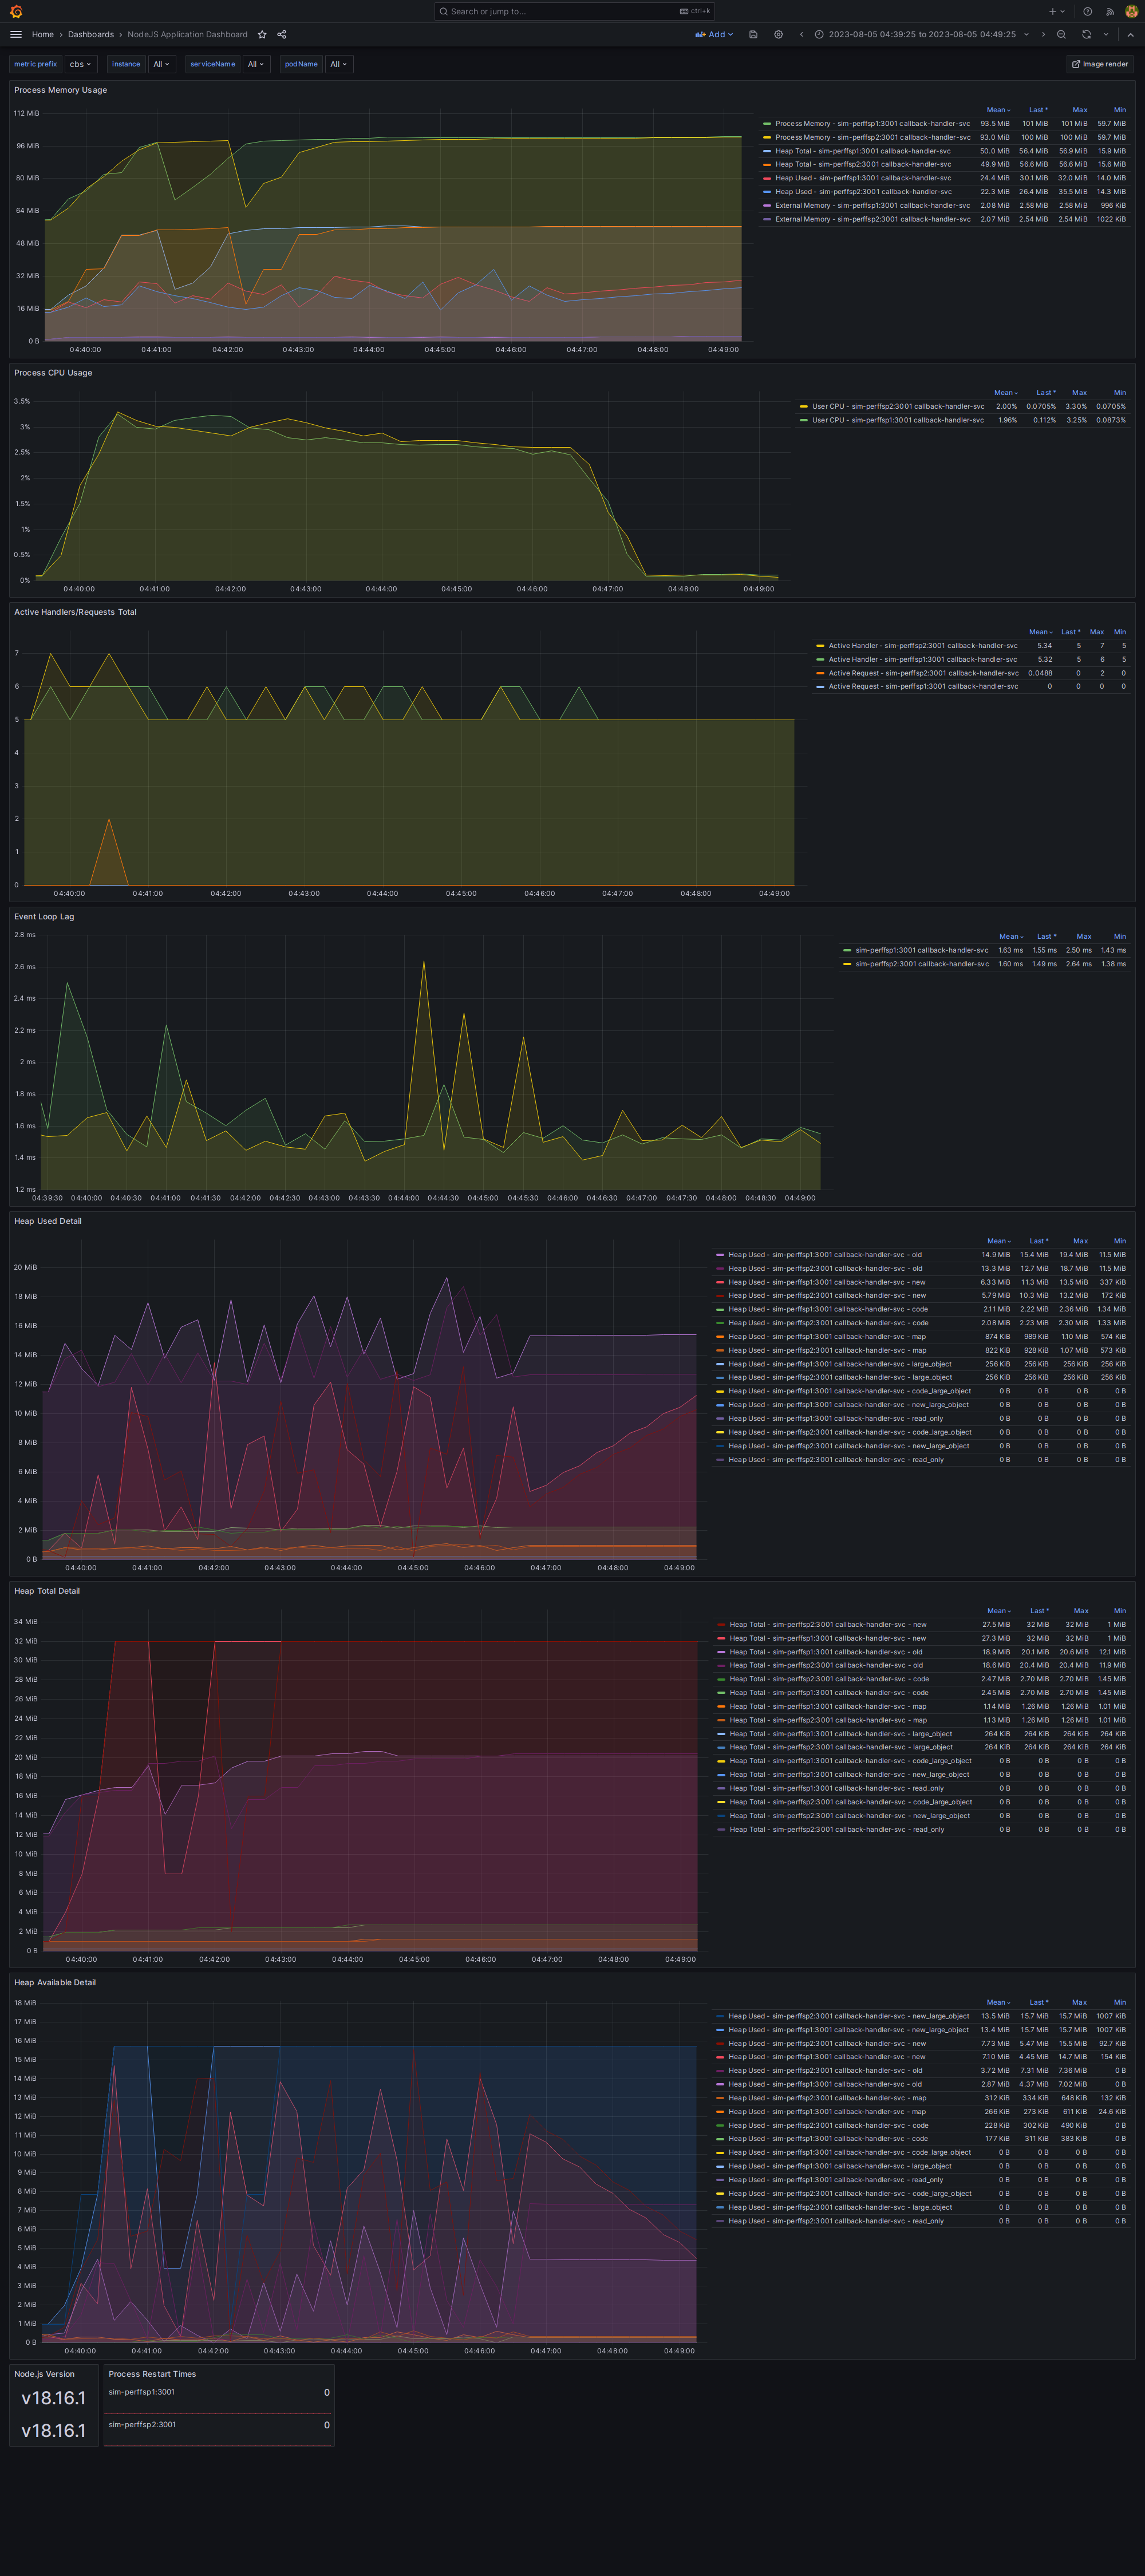 Search or jump to... ctrl+k
Home › Dashboards › NodeJS Application Dashboard Add 2023-08-05 04:39:25 to 2023-08-05 04:49:25
metric prefix cbs instance All serviceName All podName All Image render
Process Memory Usage
Mean Last * Max Min
Process Memory - sim-perffsp1:3001 callback-handler-svc 93.5 MiB 101 MiB 101 MiB 59.7 MiB
Process Memory - sim-perffsp2:3001 callback-handler-svc 93.0 MiB 100 MiB 100 MiB 59.7 MiB
Heap Total - sim-perffsp1:3001 callback-handler-svc 50.0 MiB 56.4 MiB 56.9 MiB 15.9 MiB
Heap Total - sim-perffsp2:3001 callback-handler-svc 49.9 MiB 56.6 MiB 56.6 MiB 15.6 MiB
Heap Used - sim-perffsp1:3001 callback-handler-svc 24.4 MiB 30.1 MiB 32.0 MiB 14.0 MiB
Heap Used - sim-perffsp2:3001 callback-handler-svc 22.3 MiB 26.4 MiB 35.5 MiB 14.3 MiB
External Memory - sim-perffsp1:3001 callback-handler-svc 2.08 MiB 2.58 MiB 2.58 MiB 996 KiB
External Memory - sim-perffsp2:3001 callback-handler-svc 2.07 MiB 2.54 MiB 2.54 MiB 1022 KiB
112 MiB
96 MiB
80 MiB
64 MiB
48 MiB
32 MiB
16 MiB
0 B
04:40:00 04:41:00 04:42:00 04:43:00 04:44:00 04:45:00 04:46:00 04:47:00 04:48:00 04:49:00
Process CPU Usage
Mean Last * Max Min
User CPU - sim-perffsp2:3001 callback-handler-svc 2.00% 0.0705% 3.30% 0.0705%
User CPU - sim-perffsp1:3001 callback-handler-svc 1.96% 0.112% 3.25% 0.0873%
3.5%
3%
2.5%
2%
1.5%
1%
0.5%
0%
04:40:00 04:41:00 04:42:00 04:43:00 04:44:00 04:45:00 04:46:00 04:47:00 04:48:00 04:49:00
Active Handlers/Requests Total
Mean Last * Max Min
Active Handler - sim-perffsp2:3001 callback-handler-svc 5.34 5 7 5
Active Handler - sim-perffsp1:3001 callback-handler-svc 5.32 5 6 5
Active Request - sim-perffsp2:3001 callback-handler-svc 0.0488 0 2 0
Active Request - sim-perffsp1:3001 callback-handler-svc 0 0 0 0
7
6
5
4
3
2
1
0
04:40:00 04:41:00 04:42:00 04:43:00 04:44:00 04:45:00 04:46:00 04:47:00 04:48:00 04:49:00
Event Loop Lag
Mean Last * Max Min
sim-perffsp1:3001 callback-handler-svc 1.63 ms 1.55 ms 2.50 ms 1.43 ms
sim-perffsp2:3001 callback-handler-svc 1.60 ms 1.49 ms 2.64 ms 1.38 ms
2.8 ms
2.6 ms
2.4 ms
2.2 ms
2 ms
1.8 ms
1.6 ms
1.4 ms
1.2 ms
04:39:30 04:40:00 04:40:30 04:41:00 04:41:30 04:42:00 04:42:30 04:43:00 04:43:30 04:44:00 04:44:30 04:45:00 04:45:30 04:46:00 04:46:30 04:47:00 04:47:30 04:48:00 04:48:30 04:49:00
Heap Used Detail
Mean Last * Max Min
Heap Used - sim-perffsp1:3001 callback-handler-svc - old 14.9 MiB 15.4 MiB 19.4 MiB 11.5 MiB
Heap Used - sim-perffsp2:3001 callback-handler-svc - old 13.3 MiB 12.7 MiB 18.7 MiB 11.5 MiB
Heap Used - sim-perffsp1:3001 callback-handler-svc - new 6.33 MiB 11.3 MiB 13.5 MiB 337 KiB
Heap Used - sim-perffsp2:3001 callback-handler-svc - new 5.79 MiB 10.3 MiB 13.2 MiB 172 KiB
Heap Used - sim-perffsp1:3001 callback-handler-svc - code 2.11 MiB 2.22 MiB 2.36 MiB 1.34 MiB
Heap Used - sim-perffsp2:3001 callback-handler-svc - code 2.08 MiB 2.23 MiB 2.30 MiB 1.33 MiB
Heap Used - sim-perffsp1:3001 callback-handler-svc - map 874 KiB 989 KiB 1.10 MiB 574 KiB
Heap Used - sim-perffsp2:3001 callback-handler-svc - map 822 KiB 928 KiB 1.07 MiB 573 KiB
Heap Used - sim-perffsp1:3001 callback-handler-svc - large_object 256 KiB 256 KiB 256 KiB 256 KiB
Heap Used - sim-perffsp2:3001 callback-handler-svc - large_object 256 KiB 256 KiB 256 KiB 256 KiB
Heap Used - sim-perffsp1:3001 callback-handler-svc - code_large_object 0 B 0 B 0 B 0 B
Heap Used - sim-perffsp1:3001 callback-handler-svc - new_large_object 0 B 0 B 0 B 0 B
Heap Used - sim-perffsp1:3001 callback-handler-svc - read_only 0 B 0 B 0 B 0 B
Heap Used - sim-perffsp2:3001 callback-handler-svc - code_large_object 0 B 0 B 0 B 0 B
Heap Used - sim-perffsp2:3001 callback-handler-svc - new_large_object 0 B 0 B 0 B 0 B
Heap Used - sim-perffsp2:3001 callback-handler-svc - read_only 0 B 0 B 0 B 0 B
20 MiB
18 MiB
16 MiB
14 MiB
12 MiB
10 MiB
8 MiB
6 MiB
4 MiB
2 MiB
0 B
04:40:00 04:41:00 04:42:00 04:43:00 04:44:00 04:45:00 04:46:00 04:47:00 04:48:00 04:49:00
Heap Total Detail
Mean Last * Max Min
Heap Total - sim-perffsp2:3001 callback-handler-svc - new 27.5 MiB 32 MiB 32 MiB 1 MiB
Heap Total - sim-perffsp1:3001 callback-handler-svc - new 27.3 MiB 32 MiB 32 MiB 1 MiB
Heap Total - sim-perffsp1:3001 callback-handler-svc - old 18.9 MiB 20.1 MiB 20.6 MiB 12.1 MiB
Heap Total - sim-perffsp2:3001 callback-handler-svc - old 18.6 MiB 20.4 MiB 20.4 MiB 11.9 MiB
Heap Total - sim-perffsp2:3001 callback-handler-svc - code 2.47 MiB 2.70 MiB 2.70 MiB 1.45 MiB
Heap Total - sim-perffsp1:3001 callback-handler-svc - code 2.45 MiB 2.70 MiB 2.70 MiB 1.45 MiB
Heap Total - sim-perffsp1:3001 callback-handler-svc - map 1.14 MiB 1.26 MiB 1.26 MiB 1.01 MiB
Heap Total - sim-perffsp2:3001 callback-handler-svc - map 1.13 MiB 1.26 MiB 1.26 MiB 1.01 MiB
Heap Total - sim-perffsp1:3001 callback-handler-svc - large_object 264 KiB 264 KiB 264 KiB 264 KiB
Heap Total - sim-perffsp2:3001 callback-handler-svc - large_object 264 KiB 264 KiB 264 KiB 264 KiB
Heap Total - sim-perffsp1:3001 callback-handler-svc - code_large_object 0 B 0 B 0 B 0 B
Heap Total - sim-perffsp1:3001 callback-handler-svc - new_large_object 0 B 0 B 0 B 0 B
Heap Total - sim-perffsp1:3001 callback-handler-svc - read_only 0 B 0 B 0 B 0 B
Heap Total - sim-perffsp2:3001 callback-handler-svc - code_large_object 0 B 0 B 0 B 0 B
Heap Total - sim-perffsp2:3001 callback-handler-svc - new_large_object 0 B 0 B 0 B 0 B
Heap Total - sim-perffsp2:3001 callback-handler-svc - read_only 0 B 0 B 0 B 0 B
34 MiB
32 MiB
30 MiB
28 MiB
26 MiB
24 MiB
22 MiB
20 MiB
18 MiB
16 MiB
14 MiB
12 MiB
10 MiB
8 MiB
6 MiB
4 MiB
2 MiB
0 B
04:40:00 04:41:00 04:42:00 04:43:00 04:44:00 04:45:00 04:46:00 04:47:00 04:48:00 04:49:00
Heap Available Detail
Mean Last * Max Min
Heap Used - sim-perffsp2:3001 callback-handler-svc - new_large_object 13.5 MiB 15.7 MiB 15.7 MiB 1007 KiB
Heap Used - sim-perffsp1:3001 callback-handler-svc - new_large_object 13.4 MiB 15.7 MiB 15.7 MiB 1007 KiB
Heap Used - sim-perffsp2:3001 callback-handler-svc - new 7.73 MiB 5.47 MiB 15.5 MiB 92.7 KiB
Heap Used - sim-perffsp1:3001 callback-handler-svc - new 7.10 MiB 4.45 MiB 14.7 MiB 154 KiB
Heap Used - sim-perffsp2:3001 callback-handler-svc - old 3.72 MiB 7.31 MiB 7.36 MiB 0 B
Heap Used - sim-perffsp1:3001 callback-handler-svc - old 2.87 MiB 4.37 MiB 7.02 MiB 0 B
Heap Used - sim-perffsp2:3001 callback-handler-svc - map 312 KiB 334 KiB 648 KiB 132 KiB
Heap Used - sim-perffsp1:3001 callback-handler-svc - map 266 KiB 273 KiB 611 KiB 24.6 KiB
Heap Used - sim-perffsp2:3001 callback-handler-svc - code 228 KiB 302 KiB 490 KiB 0 B
Heap Used - sim-perffsp1:3001 callback-handler-svc - code 177 KiB 311 KiB 383 KiB 0 B
Heap Used - sim-perffsp1:3001 callback-handler-svc - code_large_object 0 B 0 B 0 B 0 B
Heap Used - sim-perffsp1:3001 callback-handler-svc - large_object 0 B 0 B 0 B 0 B
Heap Used - sim-perffsp1:3001 callback-handler-svc - read_only 0 B 0 B 0 B 0 B
Heap Used - sim-perffsp2:3001 callback-handler-svc - code_large_object 0 B 0 B 0 B 0 B
Heap Used - sim-perffsp2:3001 callback-handler-svc - large_object 0 B 0 B 0 B 0 B
Heap Used - sim-perffsp2:3001 callback-handler-svc - read_only 0 B 0 B 0 B 0 B
18 MiB
17 MiB
16 MiB
15 MiB
14 MiB
13 MiB
12 MiB
11 MiB
10 MiB
9 MiB
8 MiB
7 MiB
6 MiB
5 MiB
4 MiB
3 MiB
2 MiB
1 MiB
0 B
04:40:00 04:41:00 04:42:00 04:43:00 04:44:00 04:45:00 04:46:00 04:47:00 04:48:00 04:49:00
Node.js Version
v18.16.1
v18.16.1
Process Restart Times
sim-perffsp1:3001 0
sim-perffsp2:3001 0